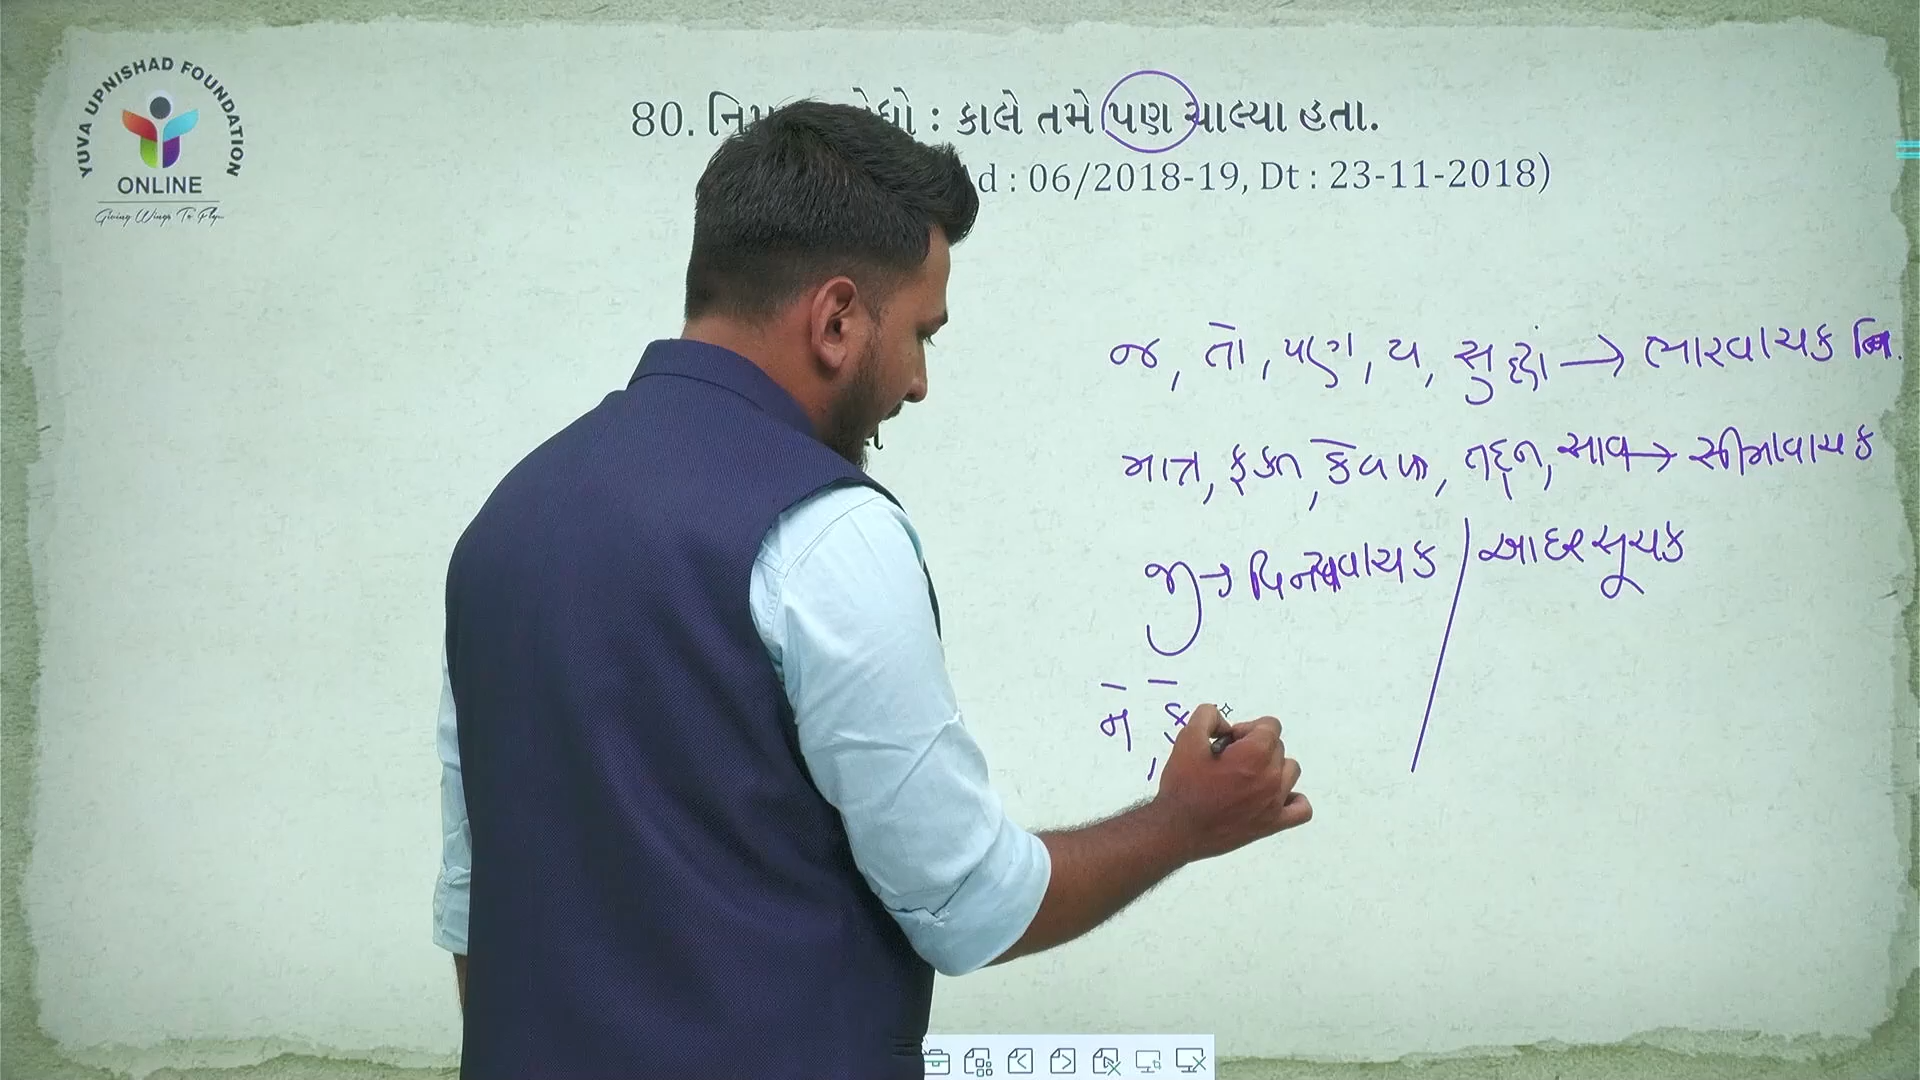 YUVA UPNISHAD FOUNDATION
ONLINE
Giving Wings To Fly...
80. : કાલે તમે પણ ચાલ્યા હતા.
d : 06/2018-19, Dt : 23-11-2018)
જ, તો, પણ, ય, સુદ્ધાં → ભારવાચક નિ.
માત્ર, ફક્ત, કેવળ, તદ્દન, સાવ → સીમાવાચક
જી → વિનયવાચક / આદરસૂચક
ને, કે